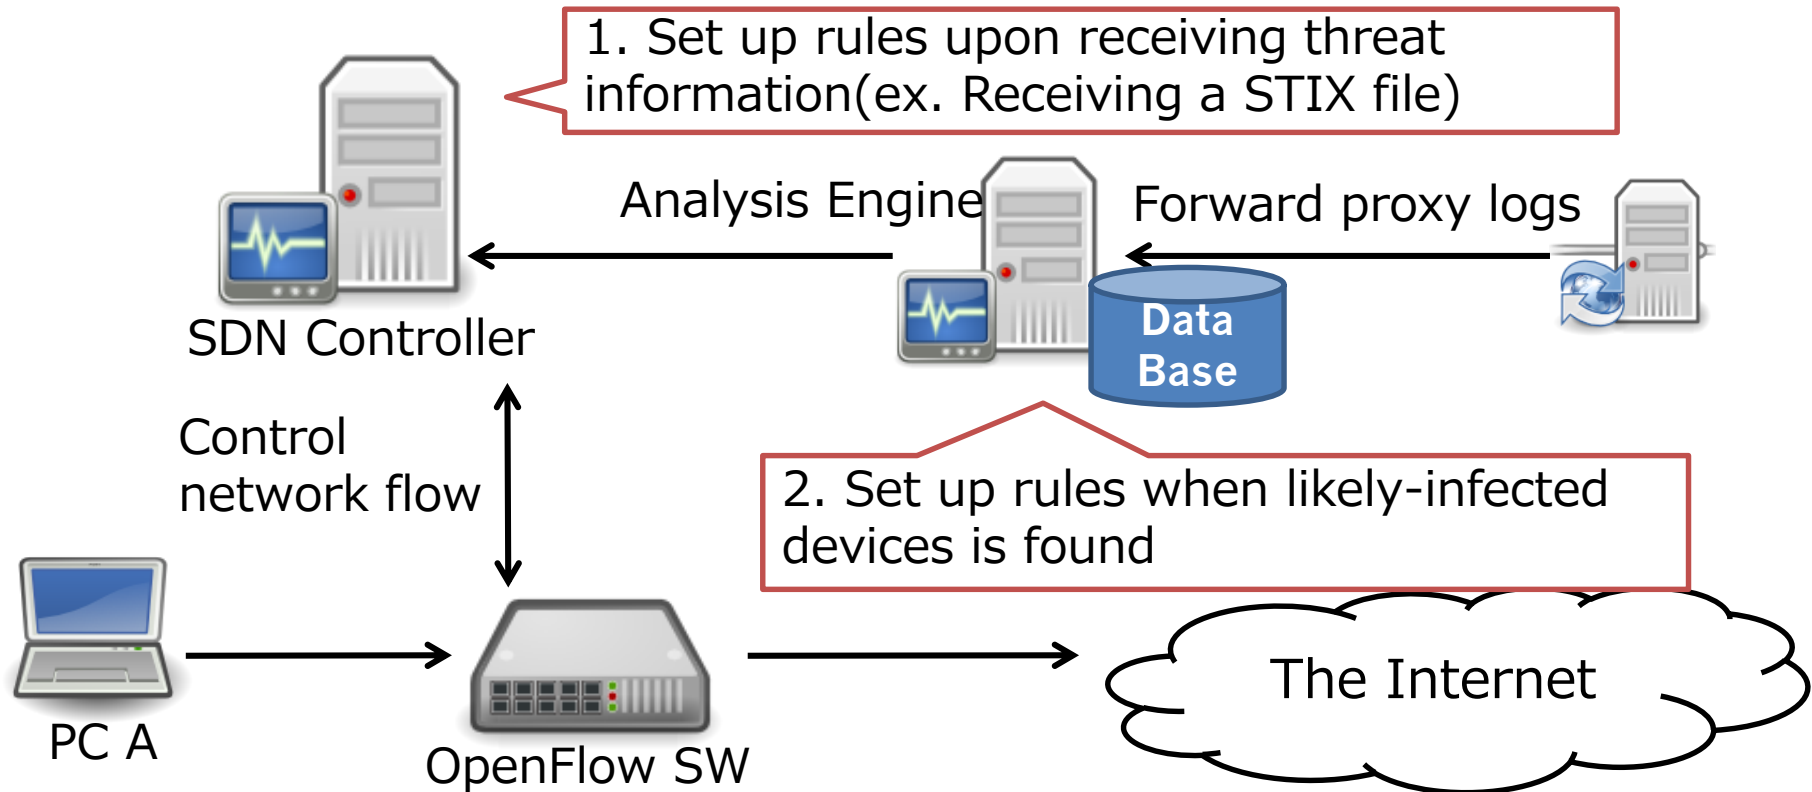 1. Set up rules upon receiving threat
information(ex. Receiving a STIX file)
Analysis Engine
Forward proxy logs
SDN Controller
Data
Base
Control
network flow
2. Set up rules when likely-infected
devices is found
The Internet
PC A
OpenFlow SW